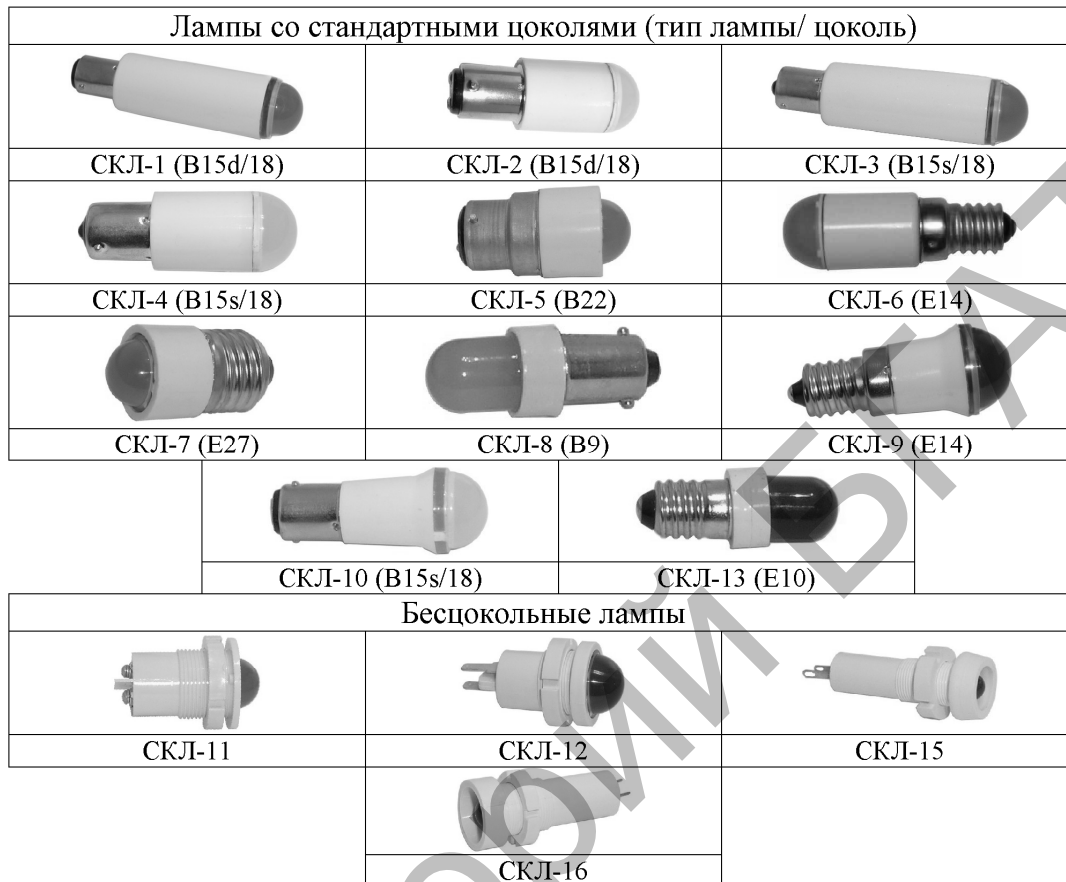 Лампы со стандартными цоколями (тип лампы/ цоколь)
СКЛ-1 (B15d/18)
СКЛ-2 (B15d/18)
СКЛ-3 (B15s/18)
СКЛ-4 (B15s/18)
СКЛ-5 (B22)
СКЛ-6 (E14)
СКЛ-7 (E27)
СКЛ-8 (B9)
СКЛ-9 (E14)
СКЛ-10 (B15s/18)
СКЛ-13 (E10)
Бесцокольные лампы
СКЛ-11
СКЛ-12
СКЛ-15
СКЛ-16